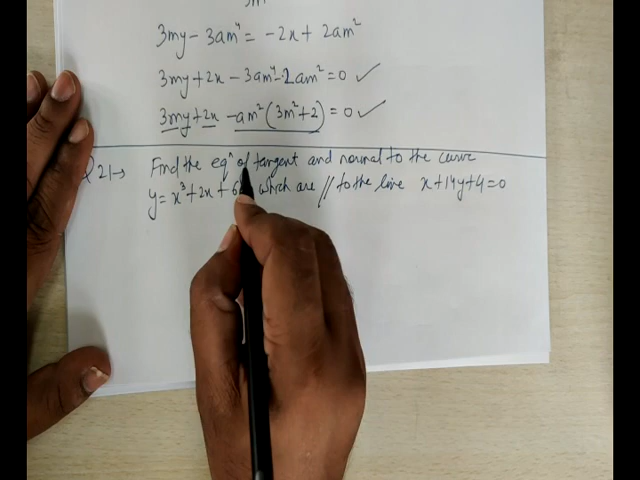 3my - 3am⁴ = -2x + 2am²
3my + 2x - 3am⁴ - 2am² = 0 ✓
3my + 2x - am² (3m² + 2) = 0 ✓
Q 21→ Find the eqⁿ of tangent and normal to the curve
y = x³ + 2x + 6 which are // to the line x + 14y + 4 = 0